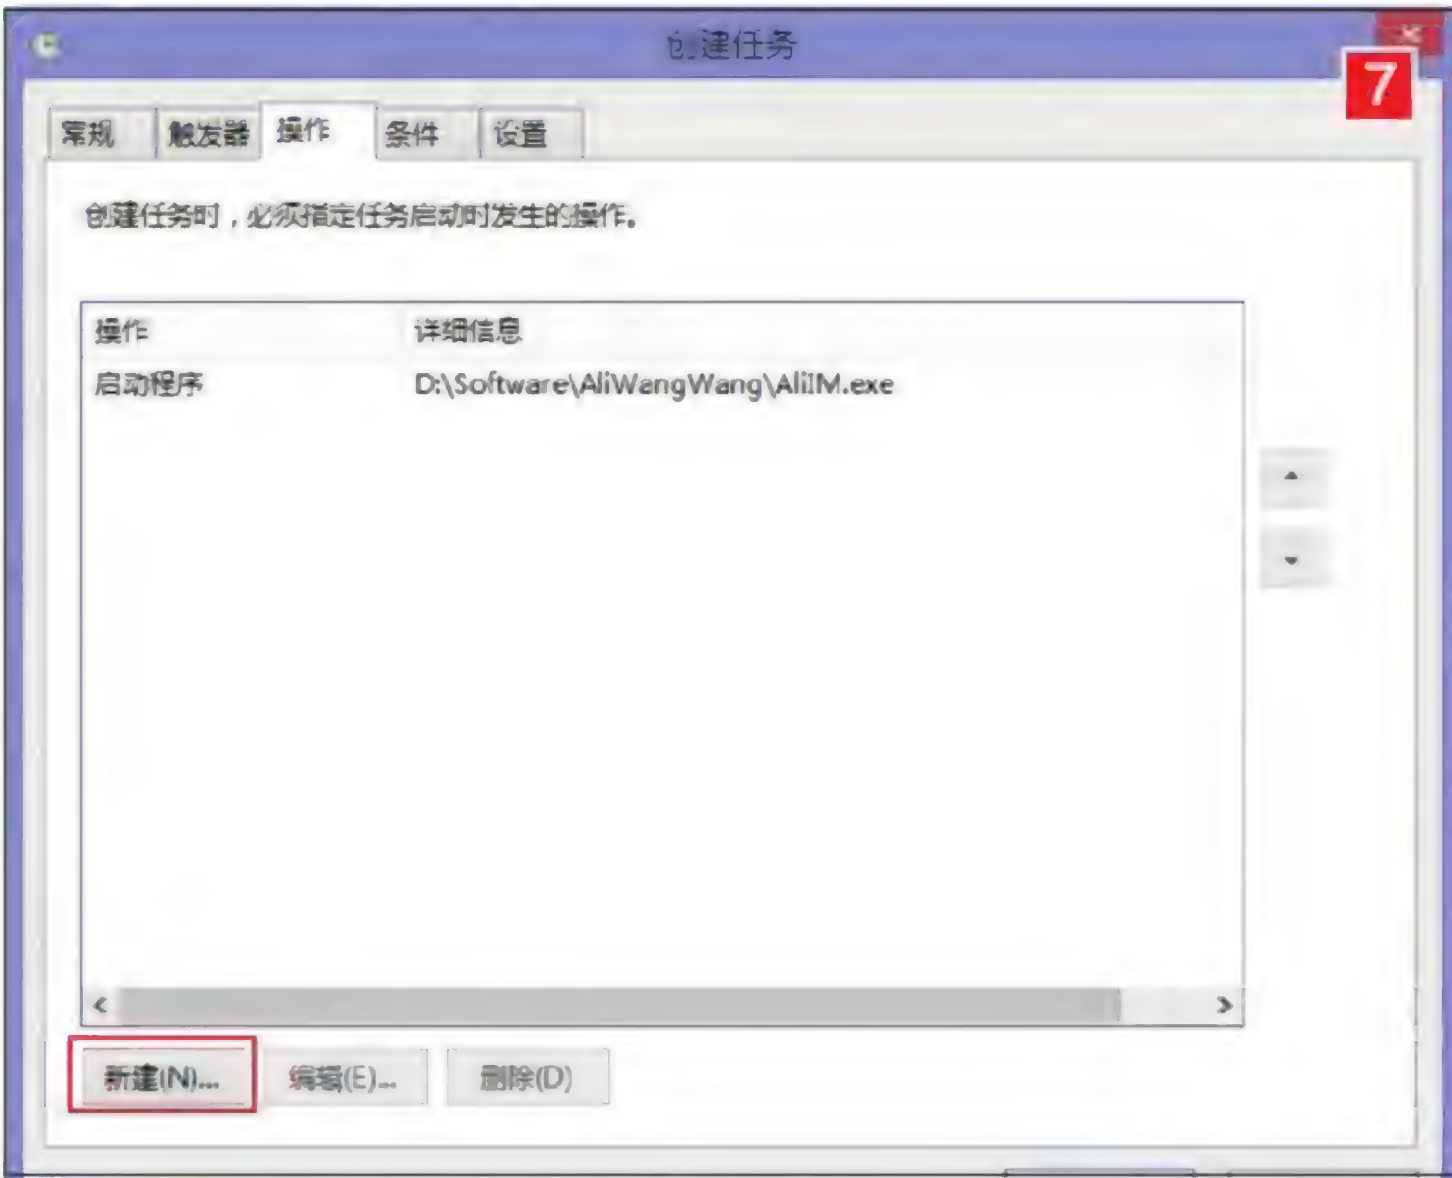 创建任务
7
常规 触发器 操作 条件 设置
创建任务时，必须指定任务启动时发生的操作。
操作 详细信息
启动程序 D:\Software\AliWangWang\AliIM.exe
新建(N)... 编辑(E)... 删除(D)